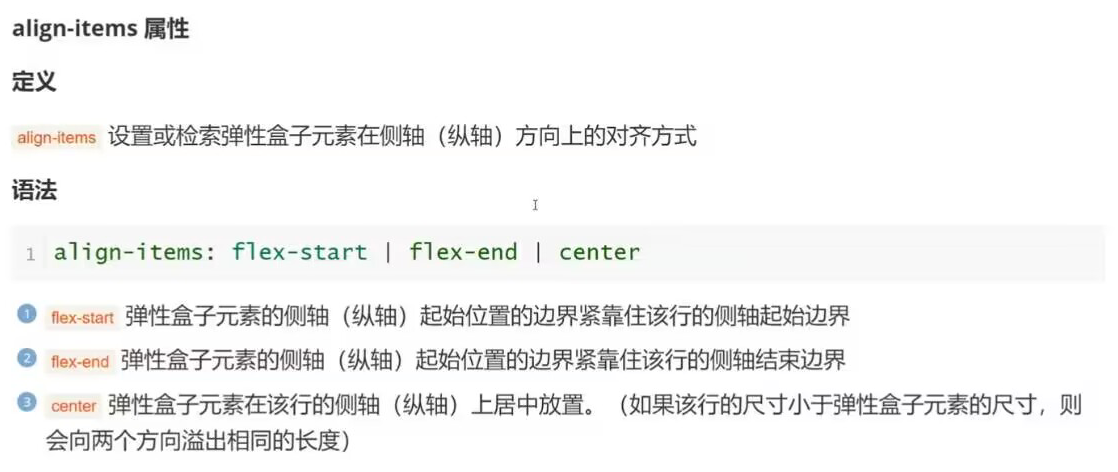 align-items 属性
定义
align-items 设置或检索弹性盒子元素在侧轴（纵轴）方向上的对齐方式
语法
1 align-items: flex-start | flex-end | center
1 flex-start 弹性盒子元素的侧轴（纵轴）起始位置的边界紧靠住该行的侧轴起始边界
2 flex-end 弹性盒子元素的侧轴（纵轴）起始位置的边界紧靠住该行的侧轴结束边界
3 center 弹性盒子元素在该行的侧轴（纵轴）上居中放置。（如果该行的尺寸小于弹性盒子元素的尺寸，则
会向两个方向溢出相同的长度）